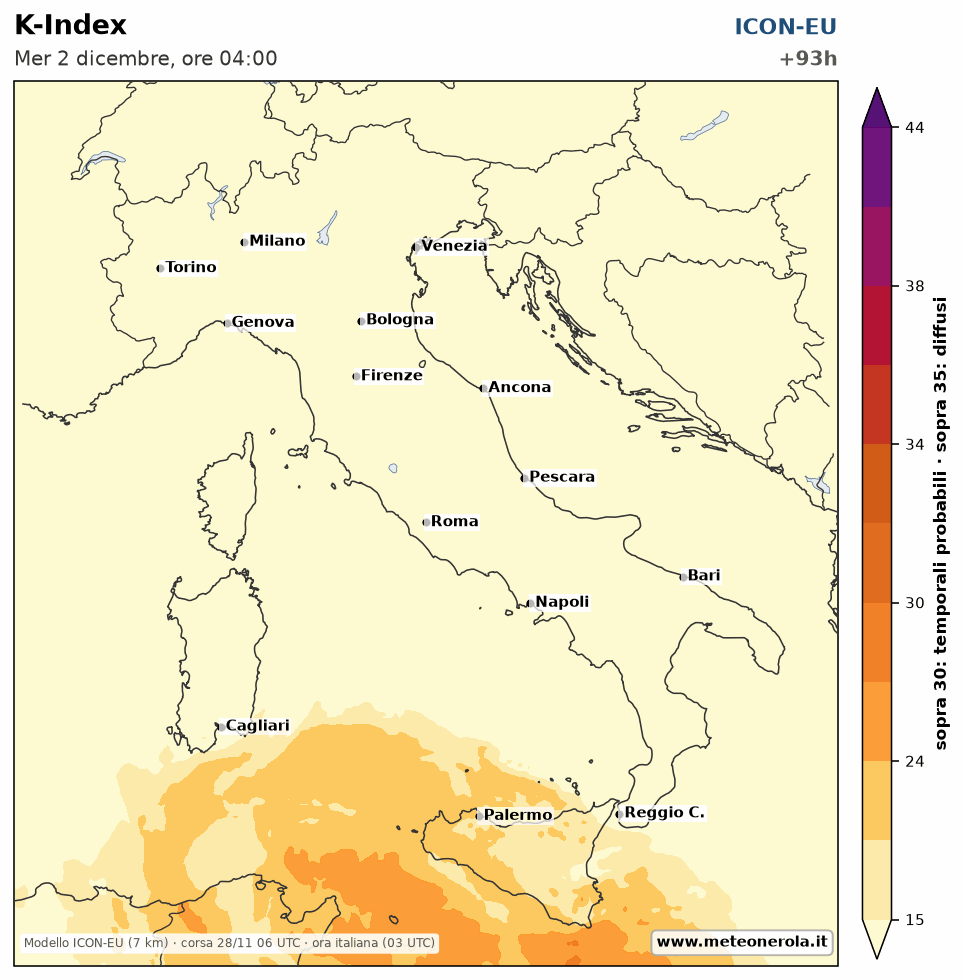 K-Index
ICON-EU
Mer 2 dicembre, ore 04:00
+93h
44
38
34
30
24
15
sopra 30: temporali probabili · sopra 35: diffusi
Milano
Venezia
Torino
Genova
Bologna
Firenze
Ancona
Pescara
Roma
Bari
Napoli
Cagliari
Palermo
Reggio C.
Modello ICON-EU (7 km) · corsa 28/11 06 UTC · ora italiana (03 UTC)
www.meteonerola.it